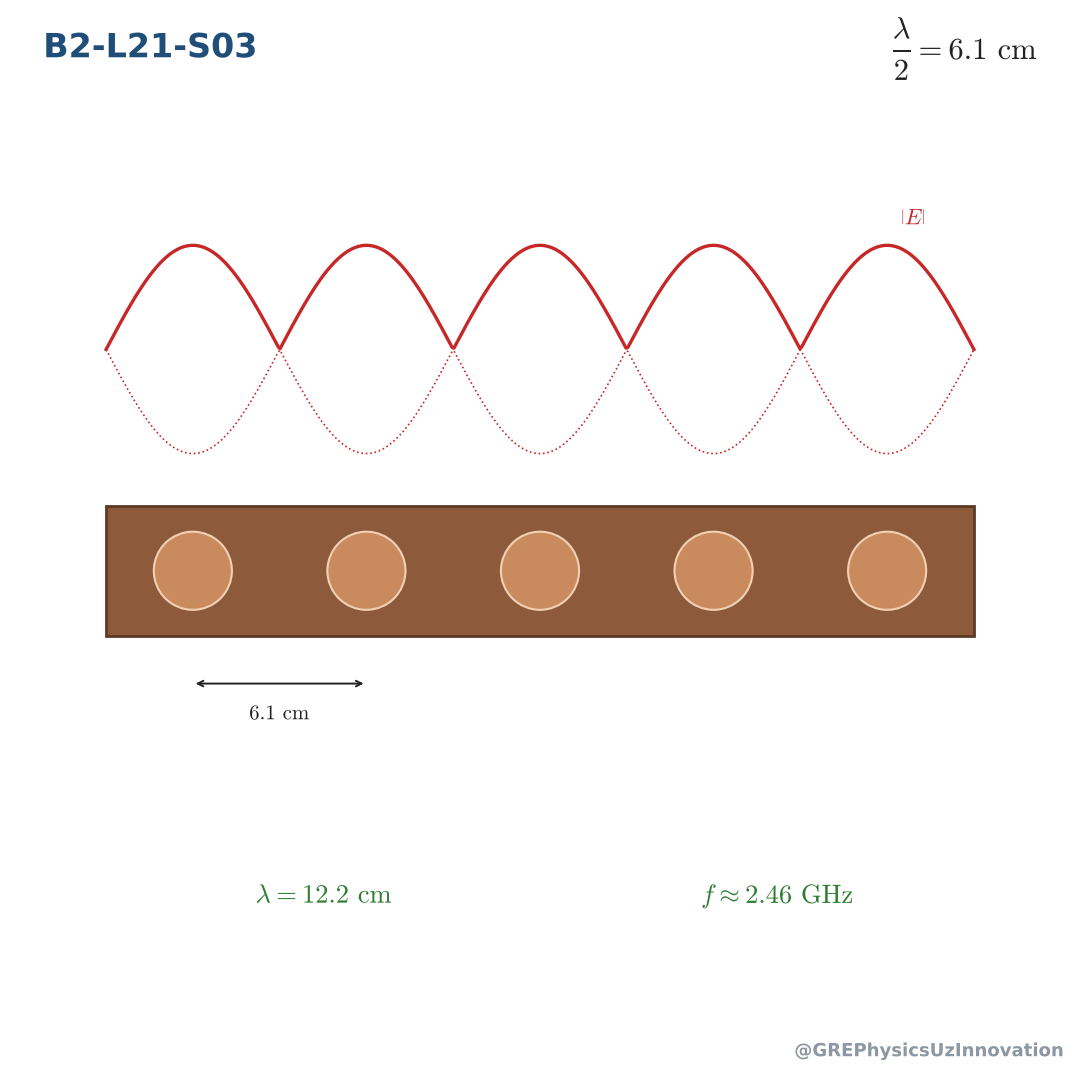 B2-L21-S03
λ/2 = 6.1 cm
|E|
6.1 cm
λ = 12.2 cm
f ≈ 2.46 GHz
@GREPhysicsUzInnovation